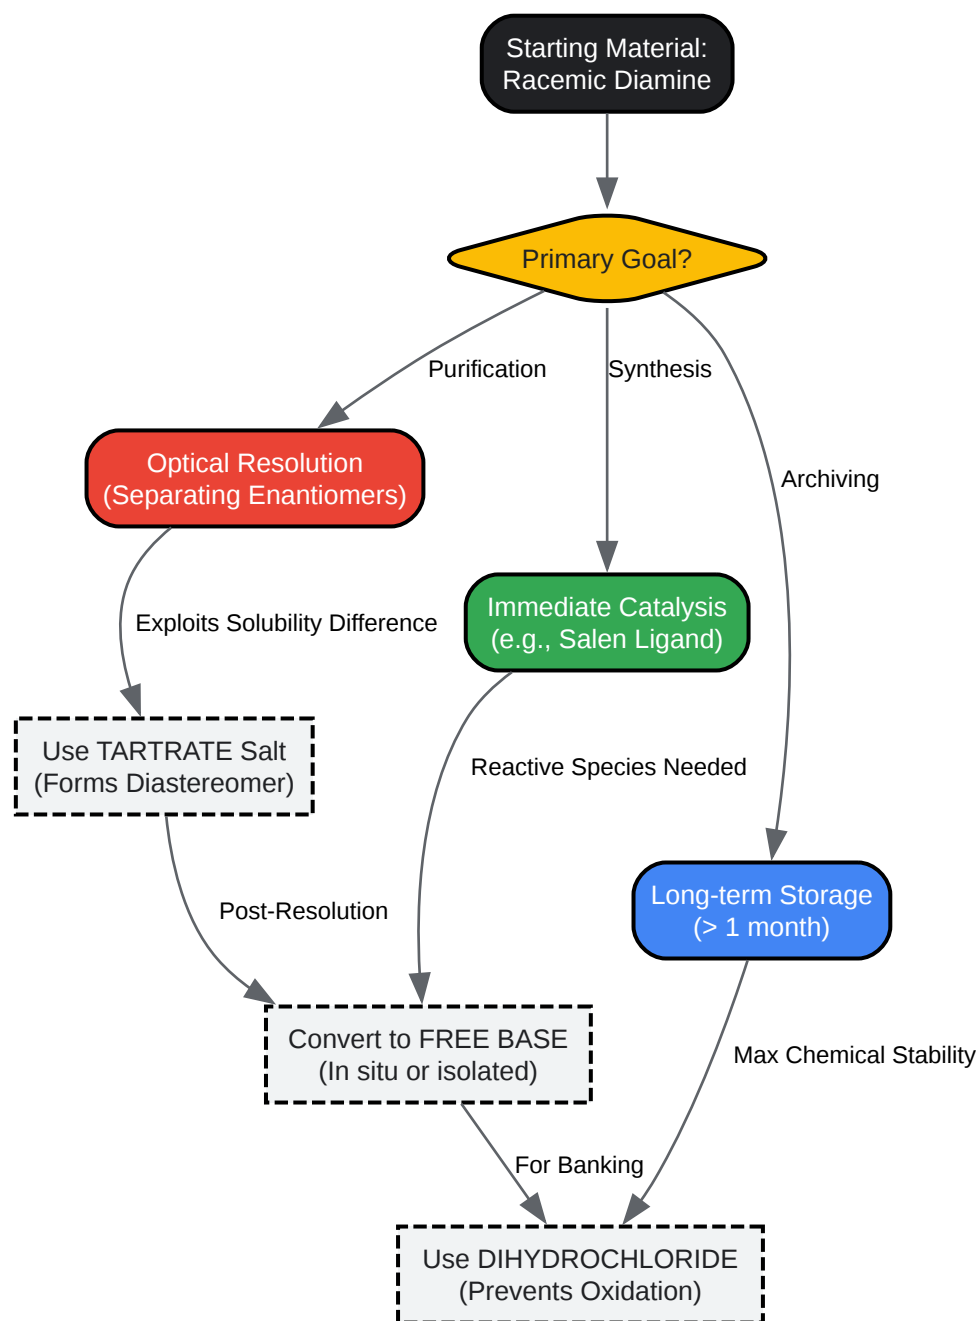 Starting Material:
Racemic Diamine
Primary Goal?
Purification
Synthesis
Archiving
Optical Resolution
(Separating Enantiomers)
Immediate Catalysis
(e.g., Salen Ligand)
Exploits Solubility Difference
Use TARTRATE Salt
(Forms Diastereomer)
Reactive Species Needed
Long-term Storage
(> 1 month)
Post-Resolution
Convert to FREE BASE
(In situ or isolated)
Max Chemical Stability
For Banking
Use DIHYDROCHLORIDE
(Prevents Oxidation)